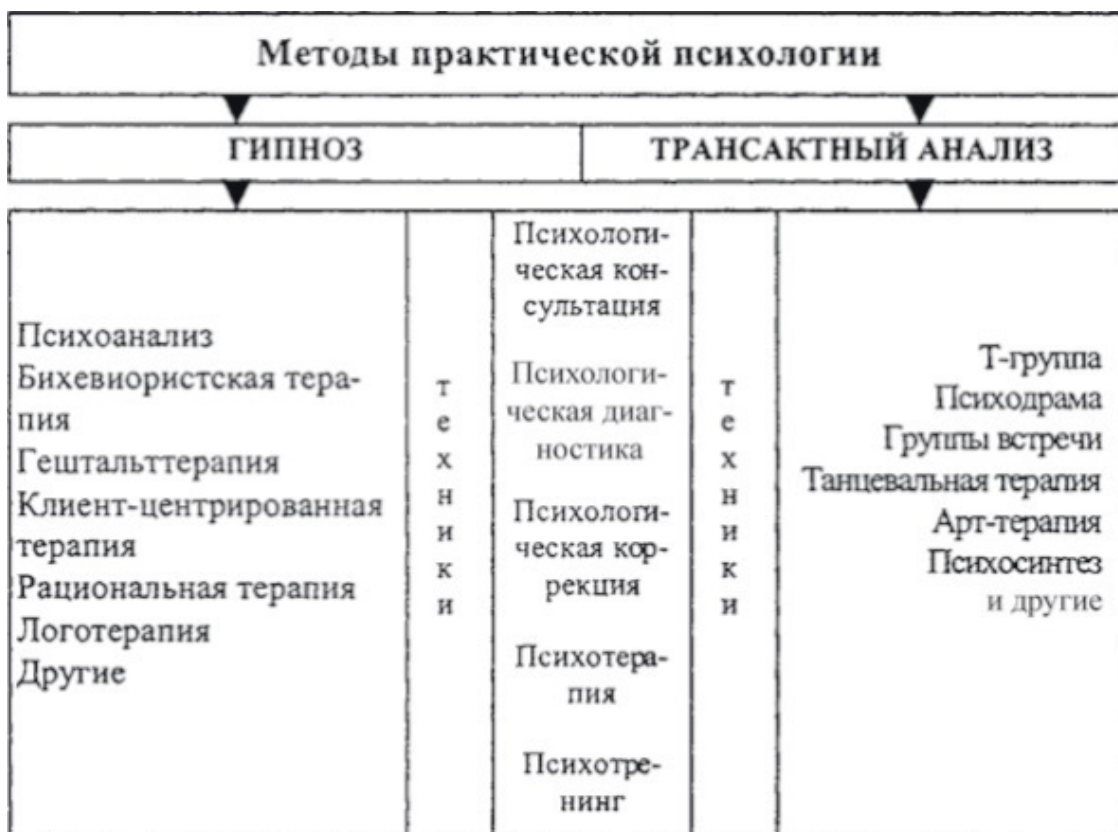 Методы практической психологии
ГИПНОЗ
ТРАНСАКТНЫЙ АНАЛИЗ
Психоанализ
Бихевиористская тера-
пия
Гештальттерапия
Клиент-центрированная
терапия
Рациональная терапия
Логотерапия
Другие
т
е
х
н
и
к
и
Психологи-
ческая кон-
сультация
Психологи-
ческая диаг-
ностика
Психологи-
ческая кор-
рекция
Психотера-
пия
Психотре-
нинг
т
е
х
н
и
к
и
Т-группа
Психодрама
Группы встречи
Танцевальная терапия
Арт-терапия
Психосинтез
и другие